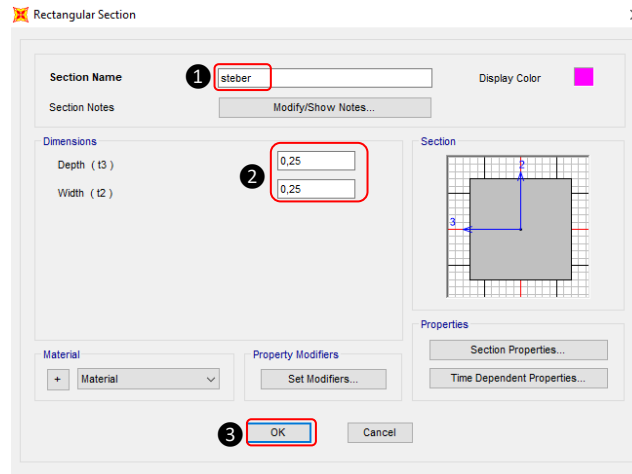 Rectangular Section
Section Name
1
steber
Display Color
Section Notes
Modify/Show Notes...
Dimensions
Depth ( t3 )
0,25
Width ( t2 )
2
0,25
Section
2
3
Properties
Section Properties...
Time Dependent Properties...
Material
+
Material
Property Modifiers
Set Modifiers...
3
OK
Cancel